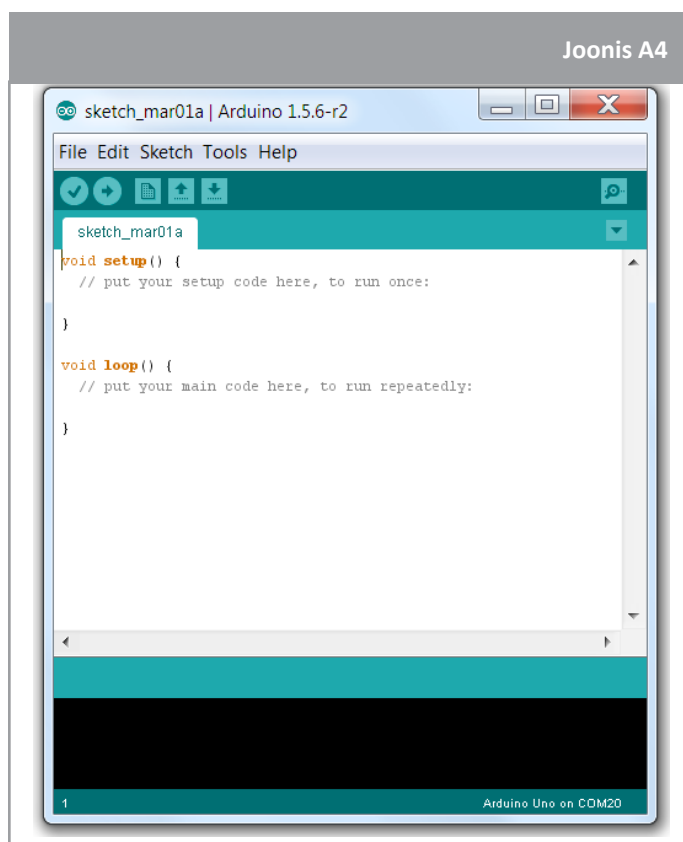 Joonis A4
sketch_mar01a | Arduino 1.5.6-r2
File Edit Sketch Tools Help
sketch_mar01a
void setup() {
  // put your setup code here, to run once:
}
void loop() {
  // put your main code here, to run repeatedly:
}
1
Arduino Uno on COM20